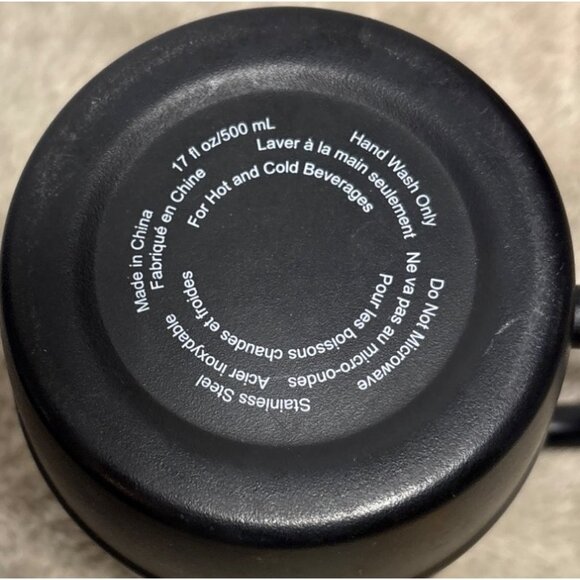 17 fl oz/500 mL
Hand Wash Only
Laver à la main seulement
Do Not Microwave
Ne va pas au micro-ondes
Stainless Steel
Acier Inoxydable
Made in China
Fabriqué en Chine
For Hot and Cold Beverages
Pour les boissons chaudes et froides